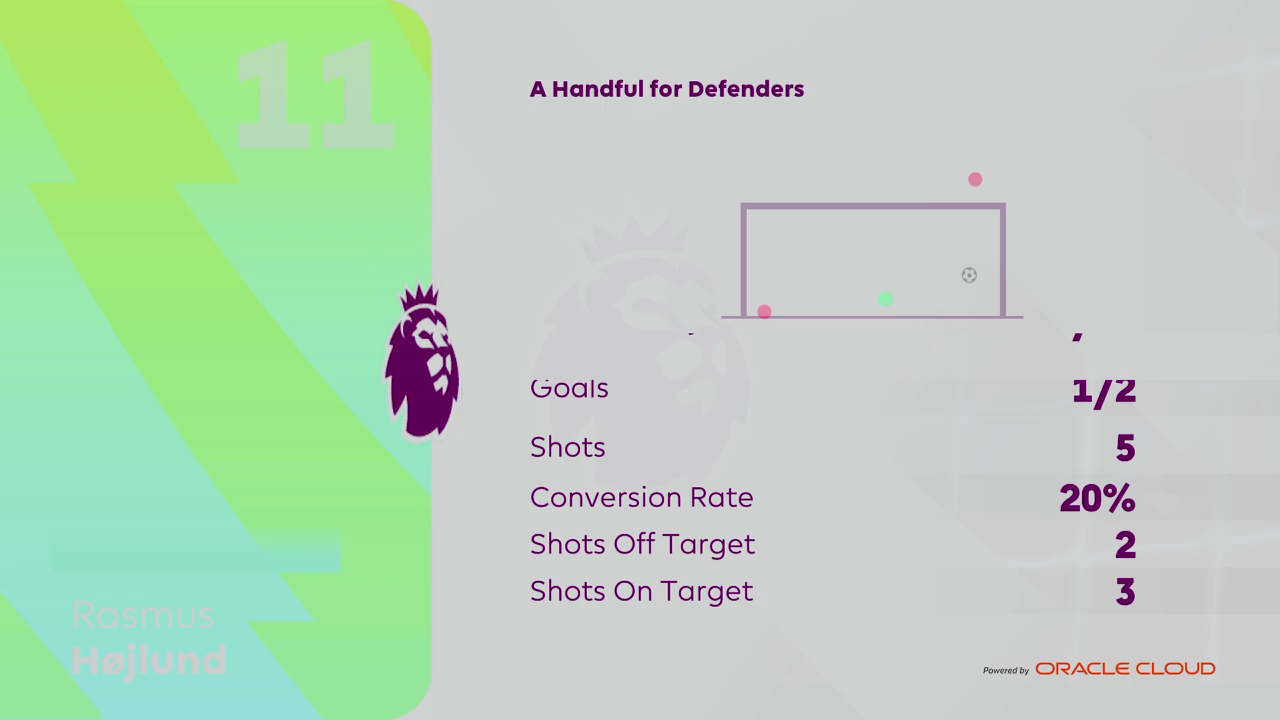 11
A Handful for Defenders
Goals 1/2
Shots 5
Conversion Rate 20%
Shots Off Target 2
Shots On Target 3
Rasmus
Højlund
Powered by ORACLE CLOUD